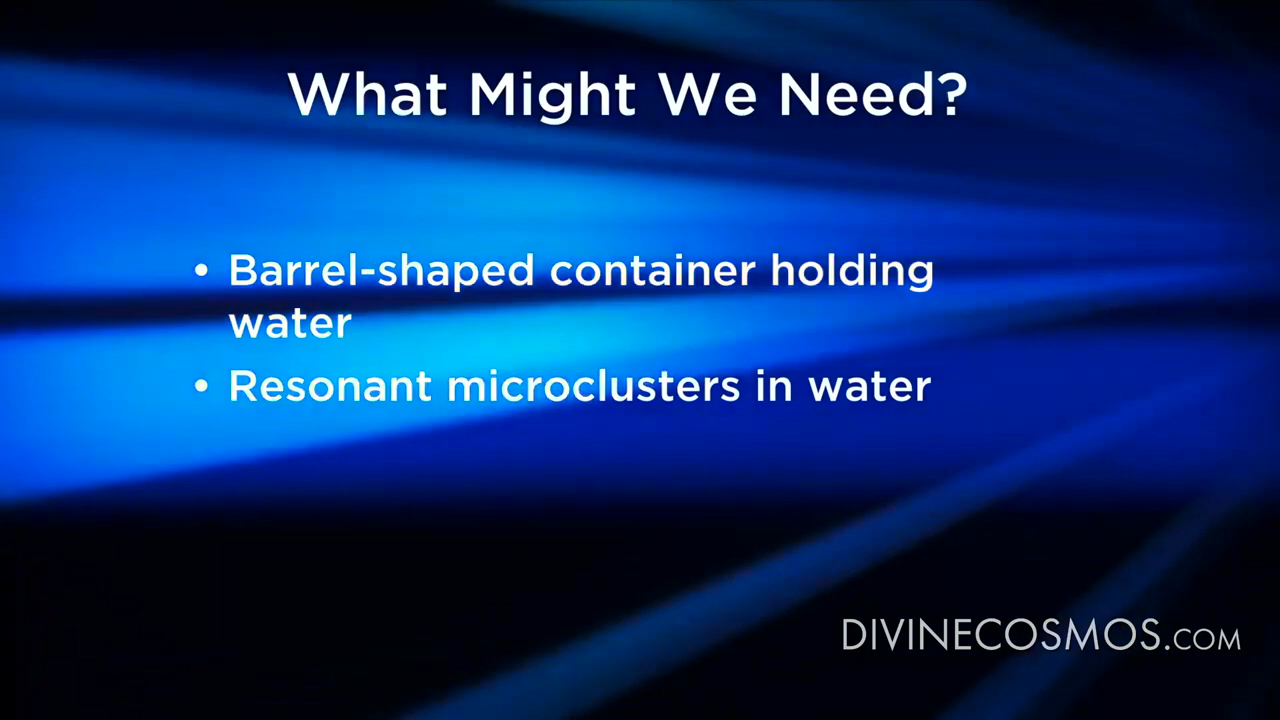 What Might We Need?
• Barrel-shaped container holding
water
• Resonant microclusters in water
DIVINECOSMOS.COM